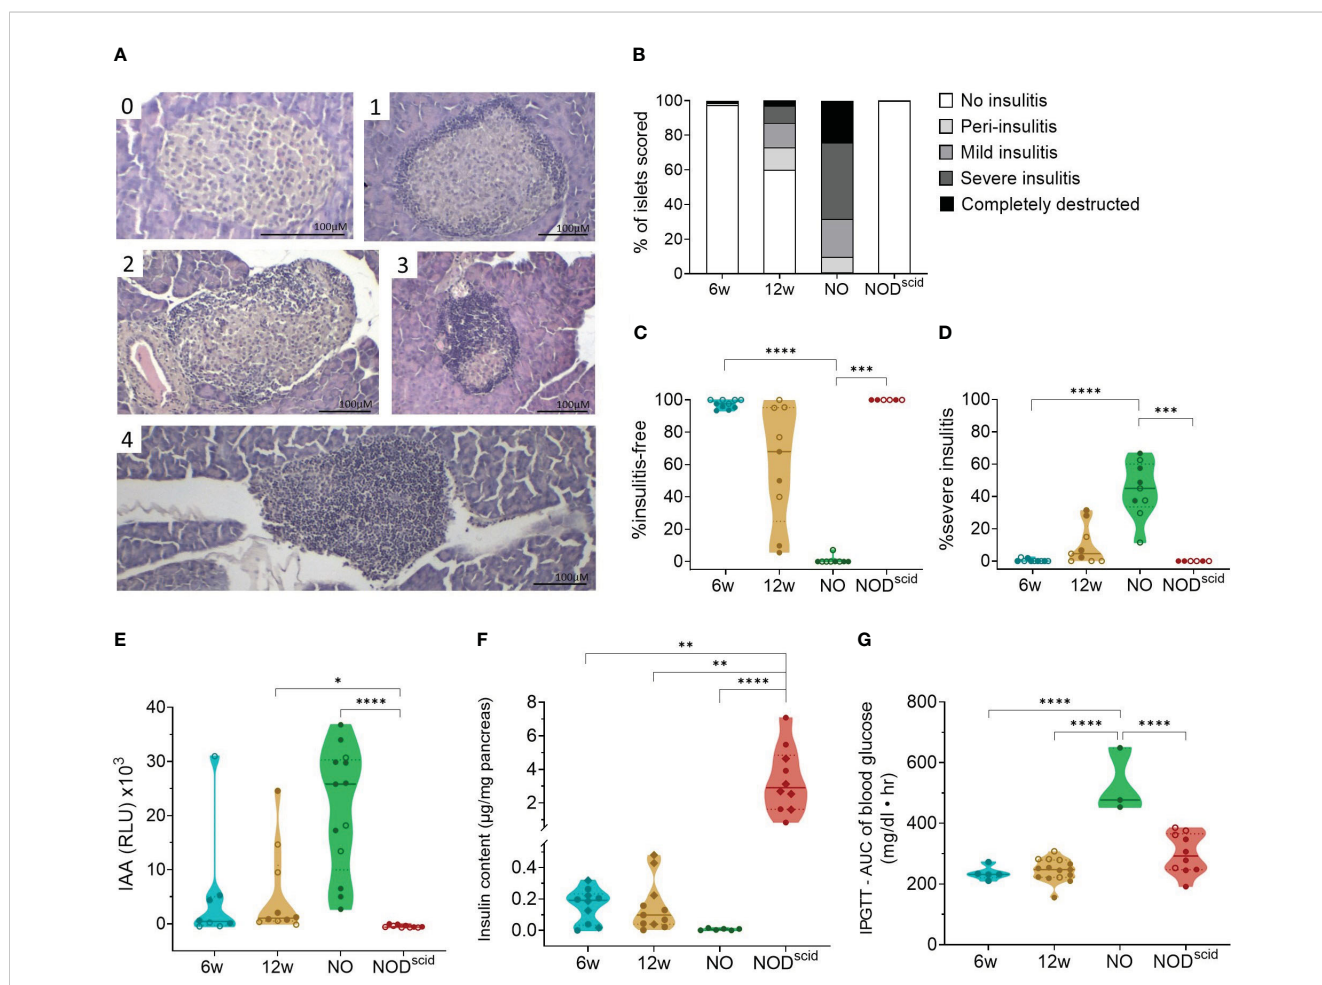 A
0
100µM
1
100µM
2
100µM
3
100µM
4
100µM
B
% of islets scored
100
80
60
40
20
0
6w
12w
NO
NODscid
No insulitis
Peri-insulitis
Mild insulitis
Severe insulitis
Completely destructed
C
****
***
%insulitis-free
100
80
60
40
20
0
6w
12w
NO
NODscid
D
****
***
%severe insulitis
100
80
60
40
20
0
6w
12w
NO
NODscid
E
*
****
IAA (RLU) x10³
40
30
20
10
0
6w
12w
NO
NODscid
F
**
**
****
Insulin content (µg/mg pancreas)
8
6
4
2
0.4
0.2
0.0
6w
12w
NO
NODscid
G
****
****
****
IPGTT - AUC of blood glucose
(mg/dl • hr)
800
600
400
200
0
6w
12w
NO
NODscid